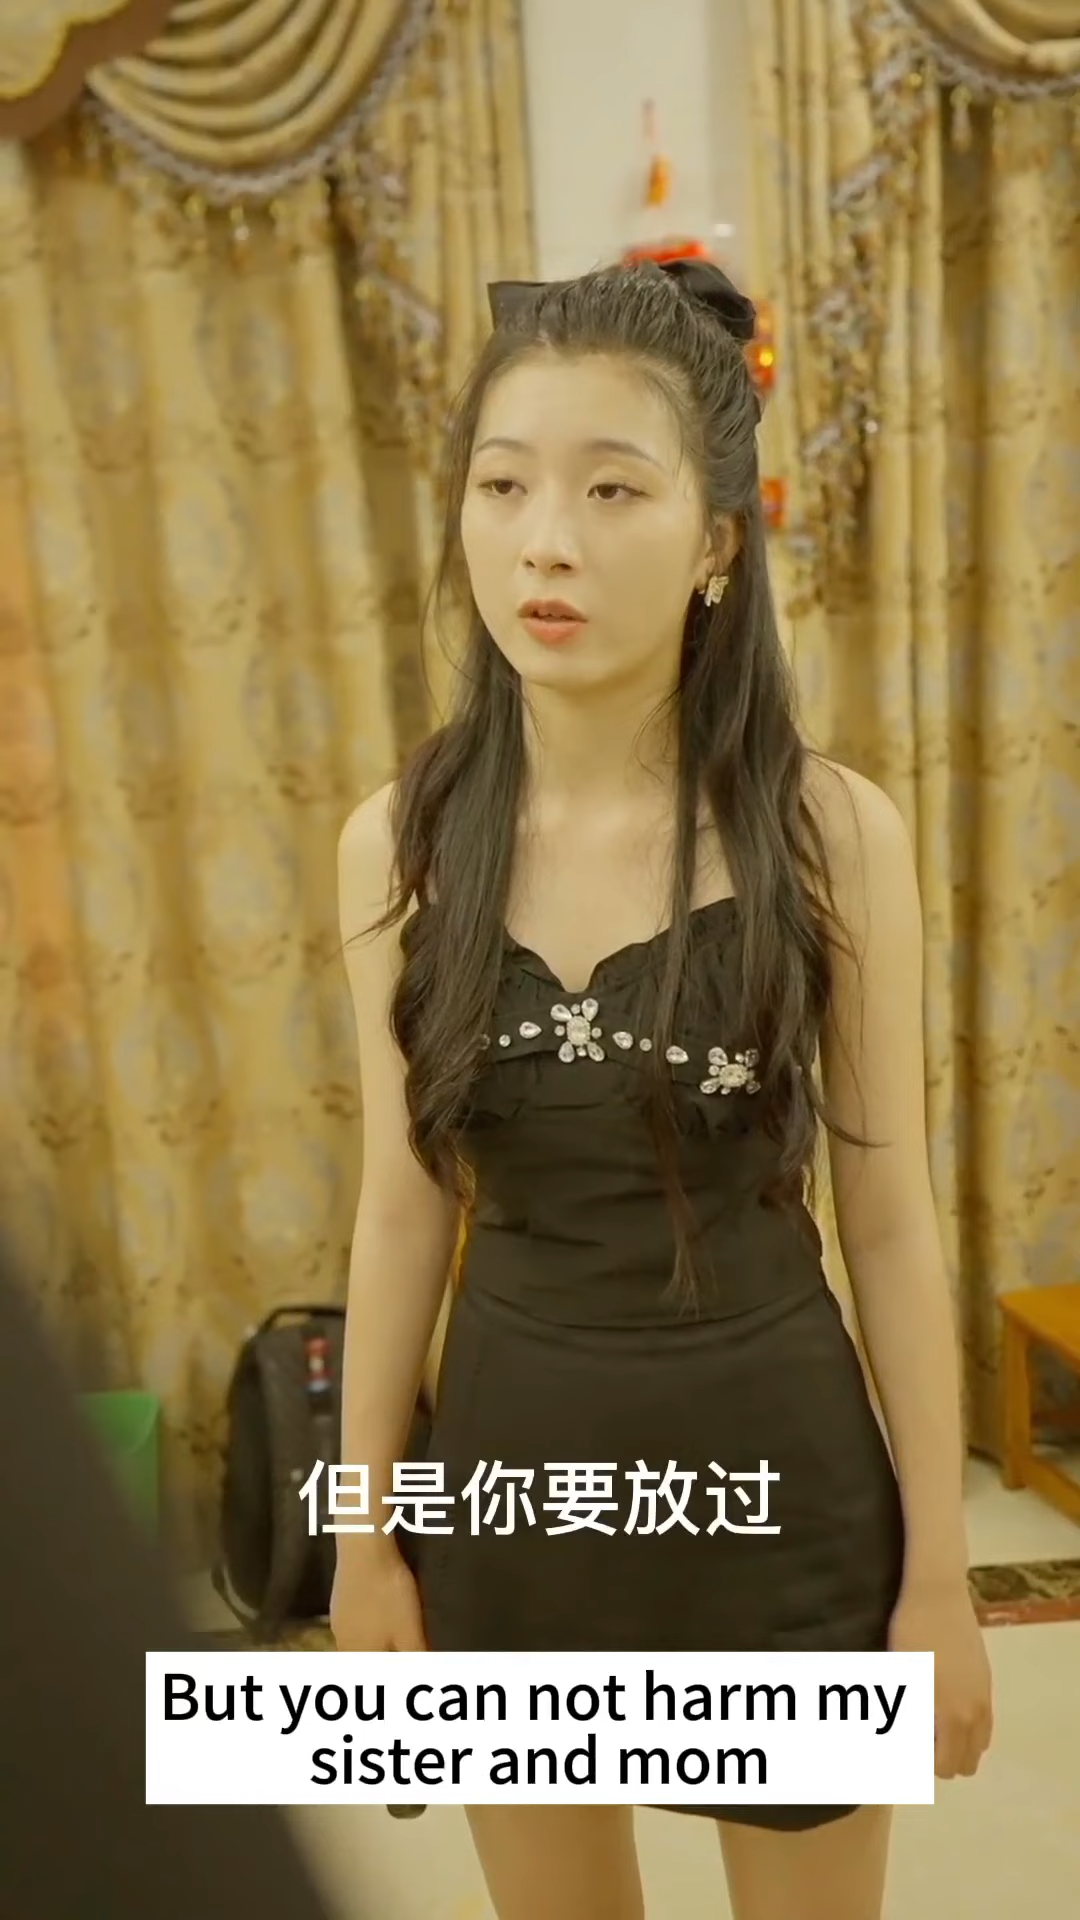 但是你要放过
But you can not harm my
sister and mom